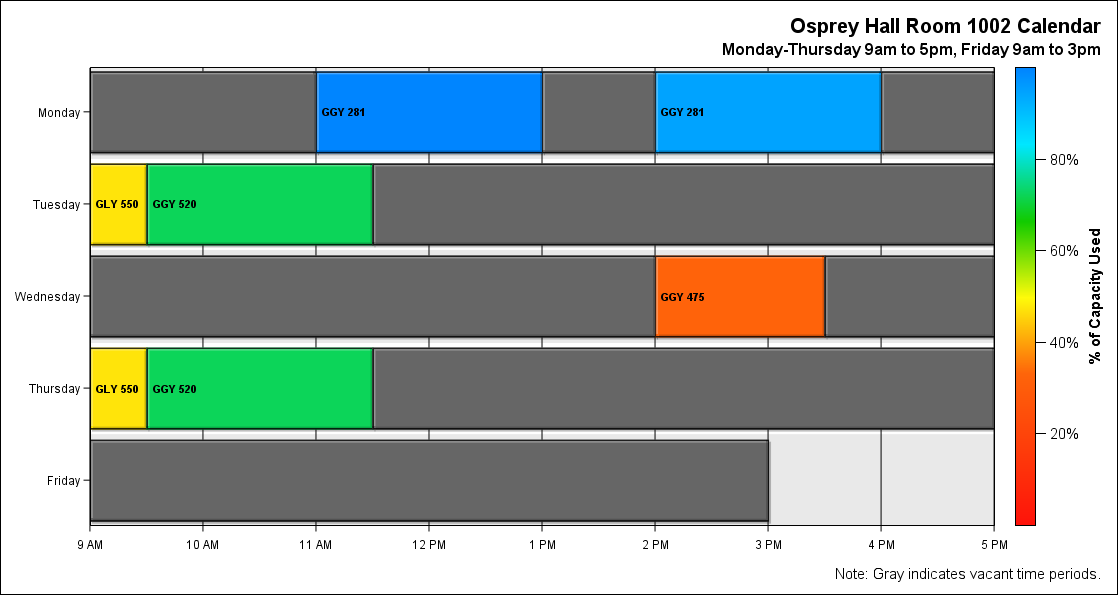 Osprey Hall Room 1002 Calendar
Monday-Thursday 9am to 5pm, Friday 9am to 3pm
Monday
GGY 281
GGY 281
Tuesday
GLY 550
GGY 520
Wednesday
GGY 475
Thursday
GLY 550
GGY 520
Friday
9 AM
10 AM
11 AM
12 PM
1 PM
2 PM
3 PM
4 PM
5 PM
80%
60%
40%
20%
% of Capacity Used
Note: Gray indicates vacant time periods.